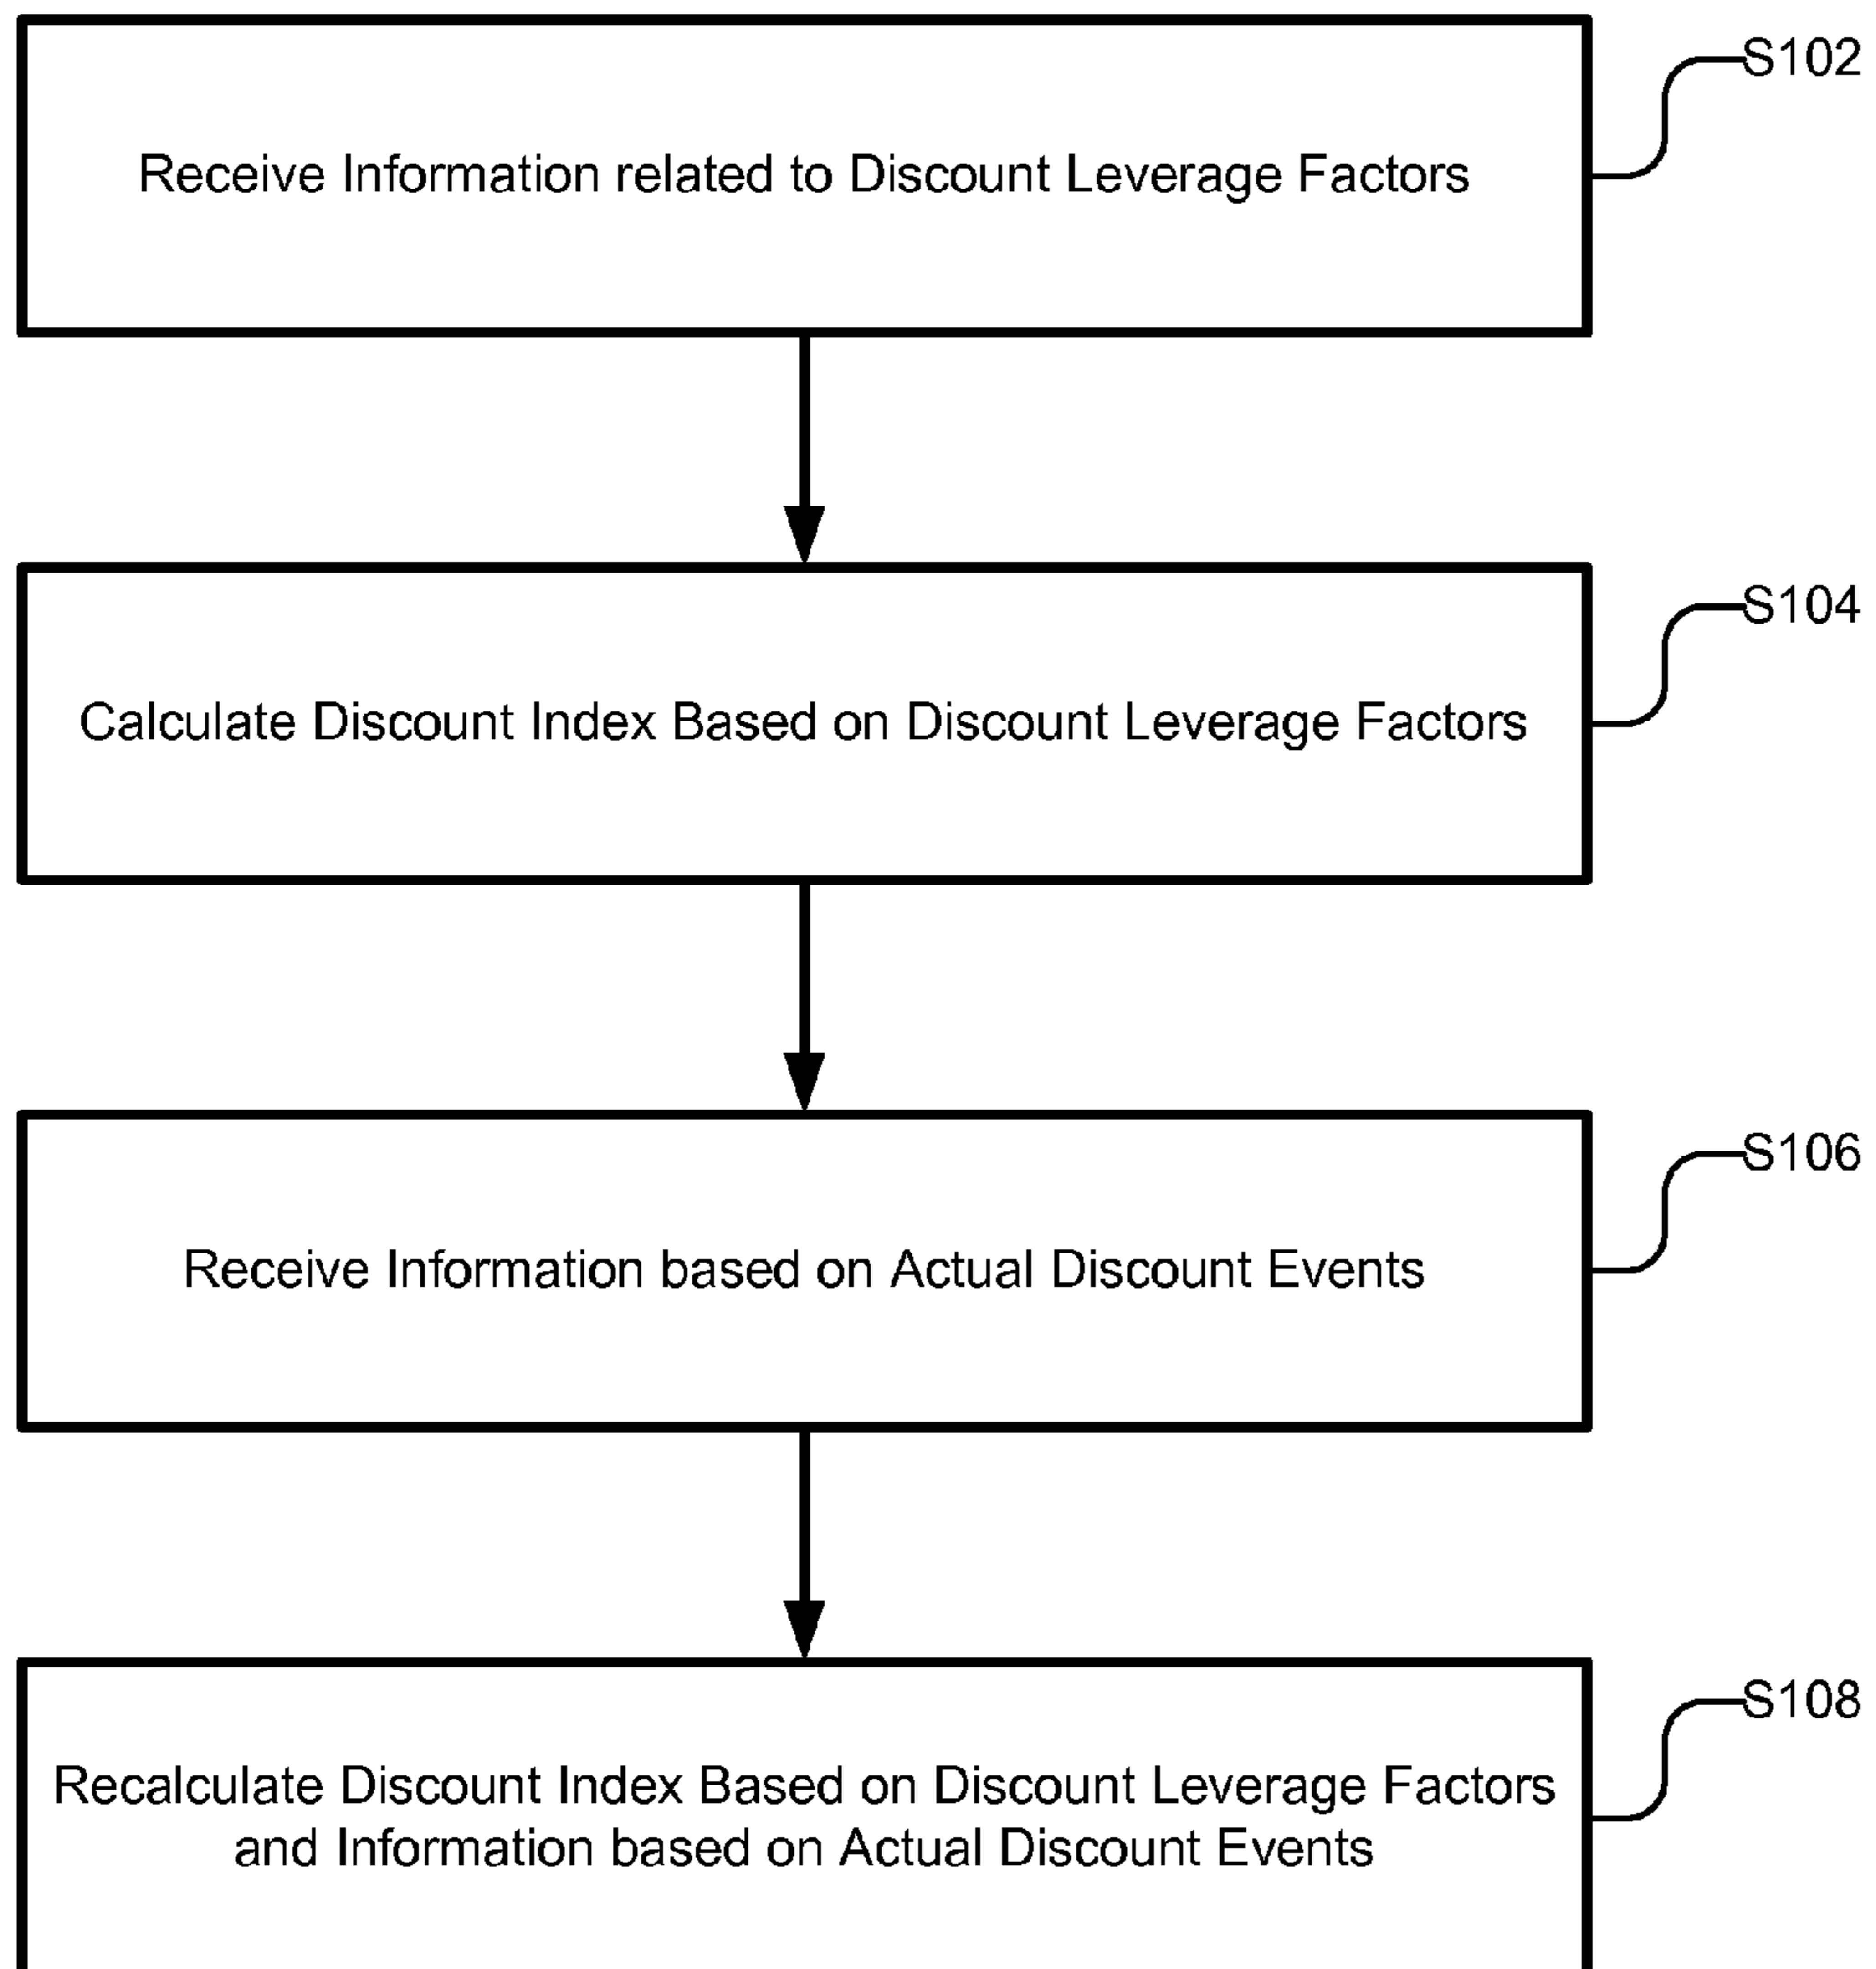 S102
Receive Information related to Discount Leverage Factors
S104
Calculate Discount Index Based on Discount Leverage Factors
S106
Receive Information based on Actual Discount Events
S108
Recalculate Discount Index Based on Discount Leverage Factors
and Information based on Actual Discount Events